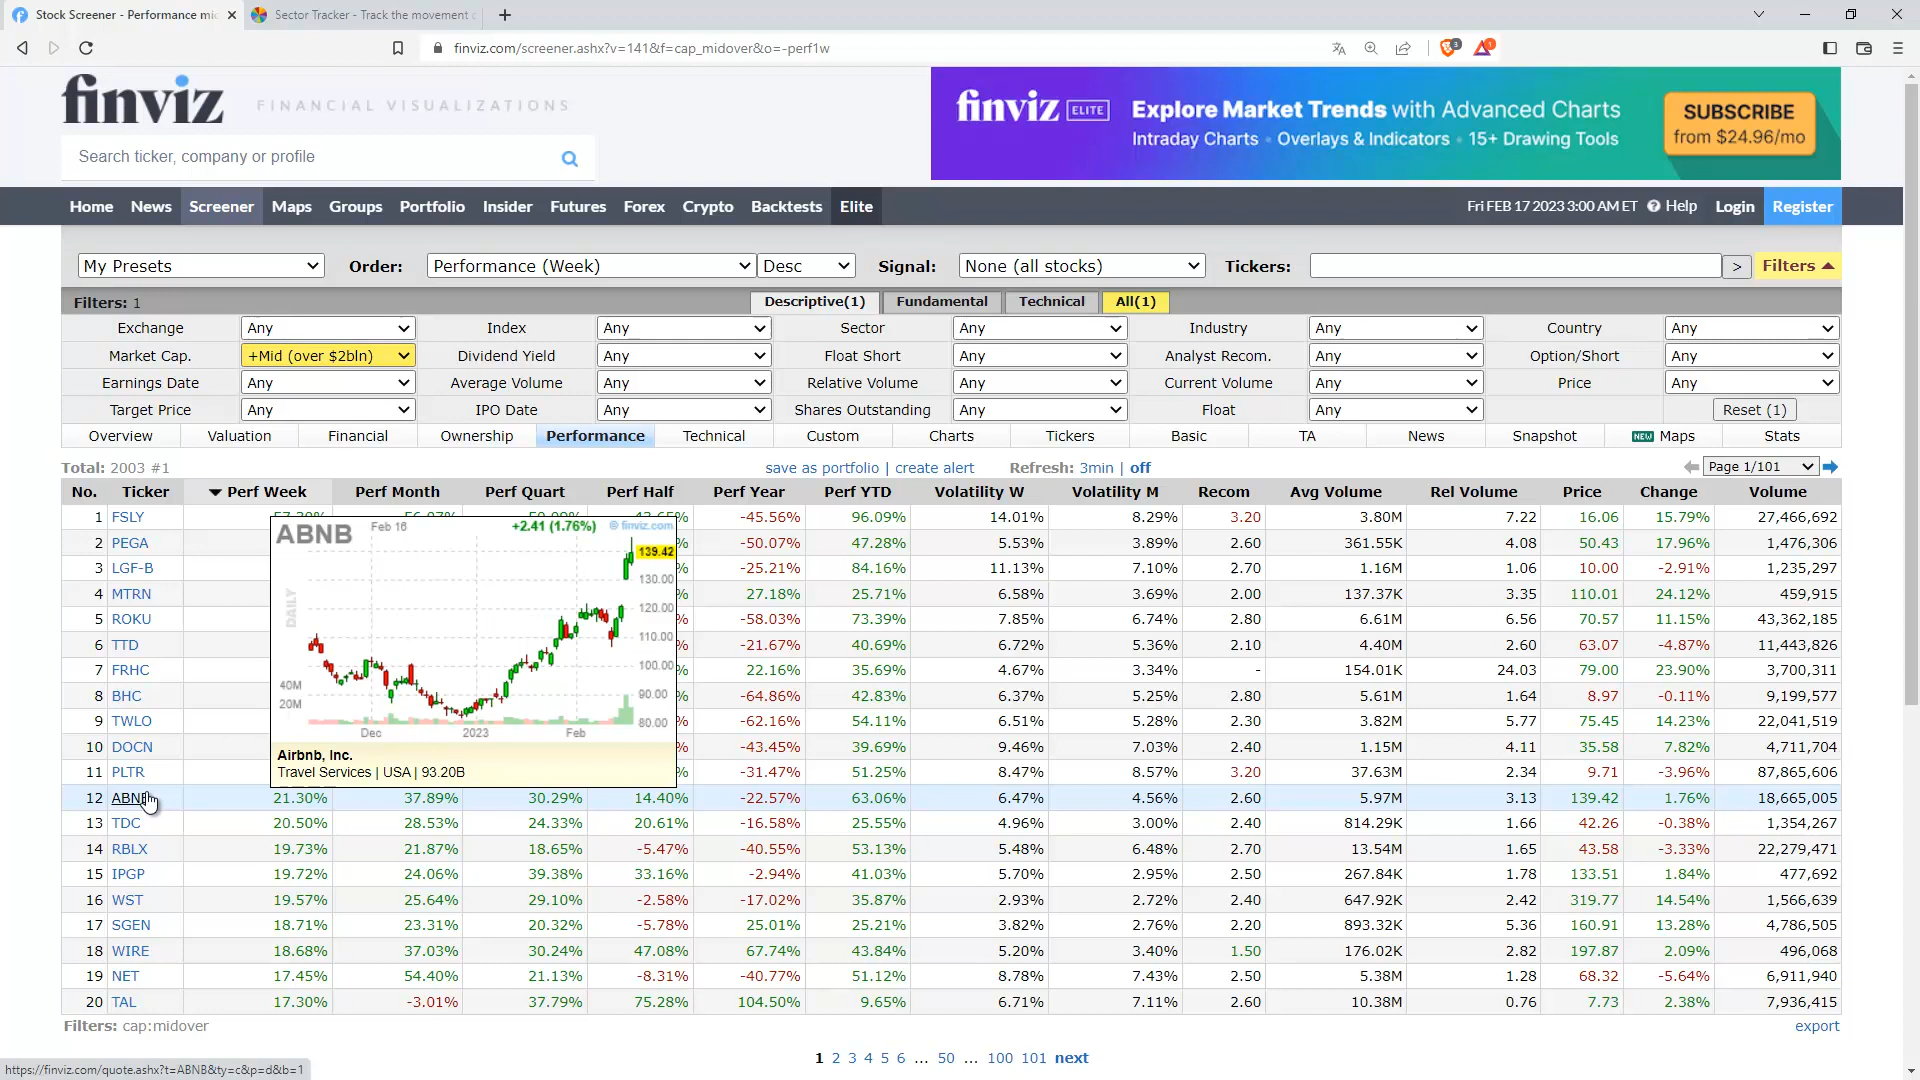 Stock Screener - Performance mi
Sector Tracker - Track the movement
finviz.com/screener.ashx?v=141&f=cap_midover&o=-perf1w
3
1
finviz
FINANCIAL VISUALIZATIONS
Search ticker, company or profile
finviz ELITE
Explore Market Trends with Advanced Charts
Intraday Charts • Overlays & Indicators • 15+ Drawing Tools
SUBSCRIBE
from $24.96/mo
Home News Screener Maps Groups Portfolio Insider Futures Forex Crypto Backtests Elite Fri FEB 17 2023 3:00 AM ET Help Login Register
My Presets Order: Performance (Week) Desc Signal: None (all stocks) Tickers: > Filters
Filters: 1 Descriptive(1) Fundamental Technical All(1)
Exchange Any Index Any Sector Any Industry Any Country Any
Market Cap. +Mid (over $2bln) Dividend Yield Any Float Short Any Analyst Recom. Any Option/Short Any
Earnings Date Any Average Volume Any Relative Volume Any Current Volume Any Price Any
Target Price Any IPO Date Any Shares Outstanding Any Float Any Reset (1)
Overview Valuation Financial Ownership Performance Technical Custom Charts Tickers Basic TA News Snapshot NEW Maps Stats
Total: 2003 #1 save as portfolio | create alert Refresh: 3min | off Page 1/101
No. Ticker Perf Week Perf Month Perf Quart Perf Half Perf Year Perf YTD Volatility W Volatility M Recom Avg Volume Rel Volume Price Change Volume
1 FSLY -45.56% 96.09% 14.01% 8.29% 3.20 3.80M 7.22 16.06 15.79% 27,466,692
2 PEGA -50.07% 47.28% 5.53% 3.89% 2.60 361.55K 4.08 50.43 17.96% 1,476,306
3 LGF-B -25.21% 84.16% 11.13% 7.10% 2.70 1.16M 1.06 10.00 -2.91% 1,235,297
4 MTRN 27.18% 25.71% 6.58% 3.69% 2.00 137.37K 3.35 110.01 24.12% 459,915
5 ROKU -58.03% 73.39% 7.85% 6.74% 2.80 6.61M 6.56 70.57 11.15% 43,362,185
6 TTD -21.67% 40.69% 6.72% 5.36% 2.10 4.40M 2.60 63.07 -4.87% 11,443,826
7 FRHC 22.16% 35.69% 4.67% 3.34% - 154.01K 24.03 79.00 23.90% 3,700,311
8 BHC -64.86% 42.83% 6.37% 5.25% 2.80 5.61M 1.64 8.97 -0.11% 9,199,577
9 TWLO -62.16% 54.11% 6.51% 5.28% 2.30 3.82M 5.77 75.45 14.23% 22,041,519
10 DOCN -43.45% 39.69% 9.46% 7.03% 2.40 1.15M 4.11 35.58 7.82% 4,711,704
11 PLTR -31.47% 51.25% 8.47% 8.57% 3.20 37.63M 2.34 9.71 -3.96% 87,865,606
ABNB Feb 16 +2.41 (1.76%) © finviz.com
139.42
130.00
120.00
110.00
100.00
90.00
80.00
DAILY
40M
20M
Dec 2023 Feb
Airbnb, Inc.
Travel Services | USA | 93.20B
12 ABNB 21.30% 37.89% 30.29% 14.40% -22.57% 63.06% 6.47% 4.56% 2.60 5.97M 3.13 139.42 1.76% 18,665,005
13 TDC 20.50% 28.53% 24.33% 20.61% -16.58% 25.55% 4.96% 3.00% 2.40 814.29K 1.66 42.26 -0.38% 1,354,267
14 RBLX 19.73% 21.87% 18.65% -5.47% -40.55% 53.13% 5.48% 6.48% 2.70 13.54M 1.65 43.58 -3.33% 22,279,471
15 IPGP 19.72% 24.06% 39.38% 33.16% -2.94% 41.03% 5.70% 2.95% 2.50 267.84K 1.78 133.51 1.84% 477,692
16 WST 19.57% 25.64% 29.10% -2.58% -17.02% 35.87% 2.93% 2.72% 2.40 647.92K 2.42 319.77 14.54% 1,566,639
17 SGEN 18.71% 23.31% 20.32% -5.78% 25.01% 25.21% 3.82% 2.76% 2.20 893.32K 5.36 160.91 13.28% 4,786,505
18 WIRE 18.68% 37.03% 30.24% 47.08% 67.74% 43.84% 5.20% 3.40% 1.50 176.02K 2.82 197.87 2.09% 496,068
19 NET 17.45% 54.40% 21.13% -8.31% -40.77% 51.12% 8.78% 7.43% 2.50 5.38M 1.28 68.32 -5.64% 6,911,940
20 TAL 17.30% -3.01% 37.79% 75.28% 104.50% 9.65% 6.71% 7.11% 2.60 10.38M 0.76 7.73 2.38% 7,936,415
Filters: cap:midover export
1 2 3 4 5 6 ... 50 ... 100 101 next
https://finviz.com/quote.ashx?t=ABNB&ty=c&p=d&b=1